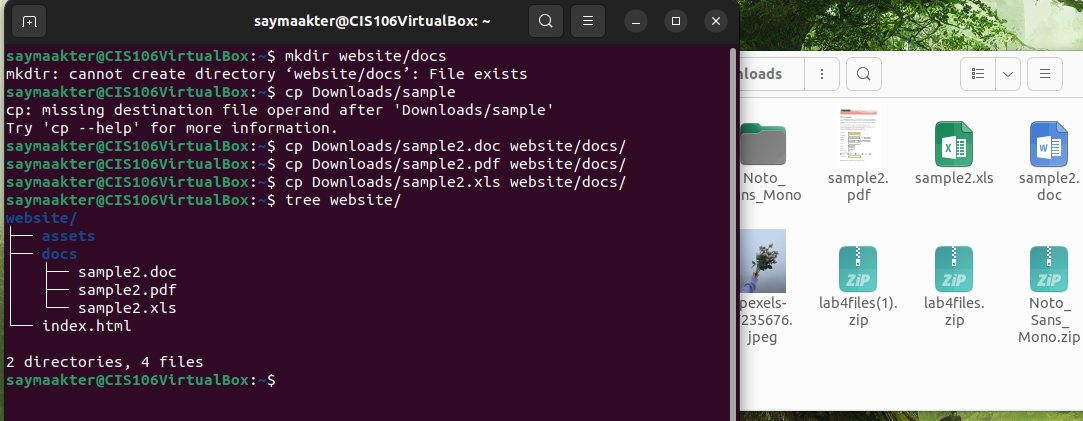 saymaakter@CIS106VirtualBox: ~
saymaakter@CIS106VirtualBox:~$ mkdir website/docs
mkdir: cannot create directory ‘website/docs’: File exists
saymaakter@CIS106VirtualBox:~$ cp Downloads/sample
cp: missing destination file operand after 'Downloads/sample'
Try 'cp --help' for more information.
saymaakter@CIS106VirtualBox:~$ cp Downloads/sample2.doc website/docs/
saymaakter@CIS106VirtualBox:~$ cp Downloads/sample2.pdf website/docs/
saymaakter@CIS106VirtualBox:~$ cp Downloads/sample2.xls website/docs/
saymaakter@CIS106VirtualBox:~$ tree website/
website/
├── assets
├── docs
│   ├── sample2.doc
│   ├── sample2.pdf
│   └── sample2.xls
└── index.html
2 directories, 4 files
saymaakter@CIS106VirtualBox:~$
nloads
Noto_
ans_Mono
sample2.
pdf
X
sample2.xls
W
sample2.
doc
pexels-
7235676.
jpeg
ZIP
lab4files(1).
zip
ZIP
lab4files.
zip
ZIP
Noto_
Sans_
Mono.zip